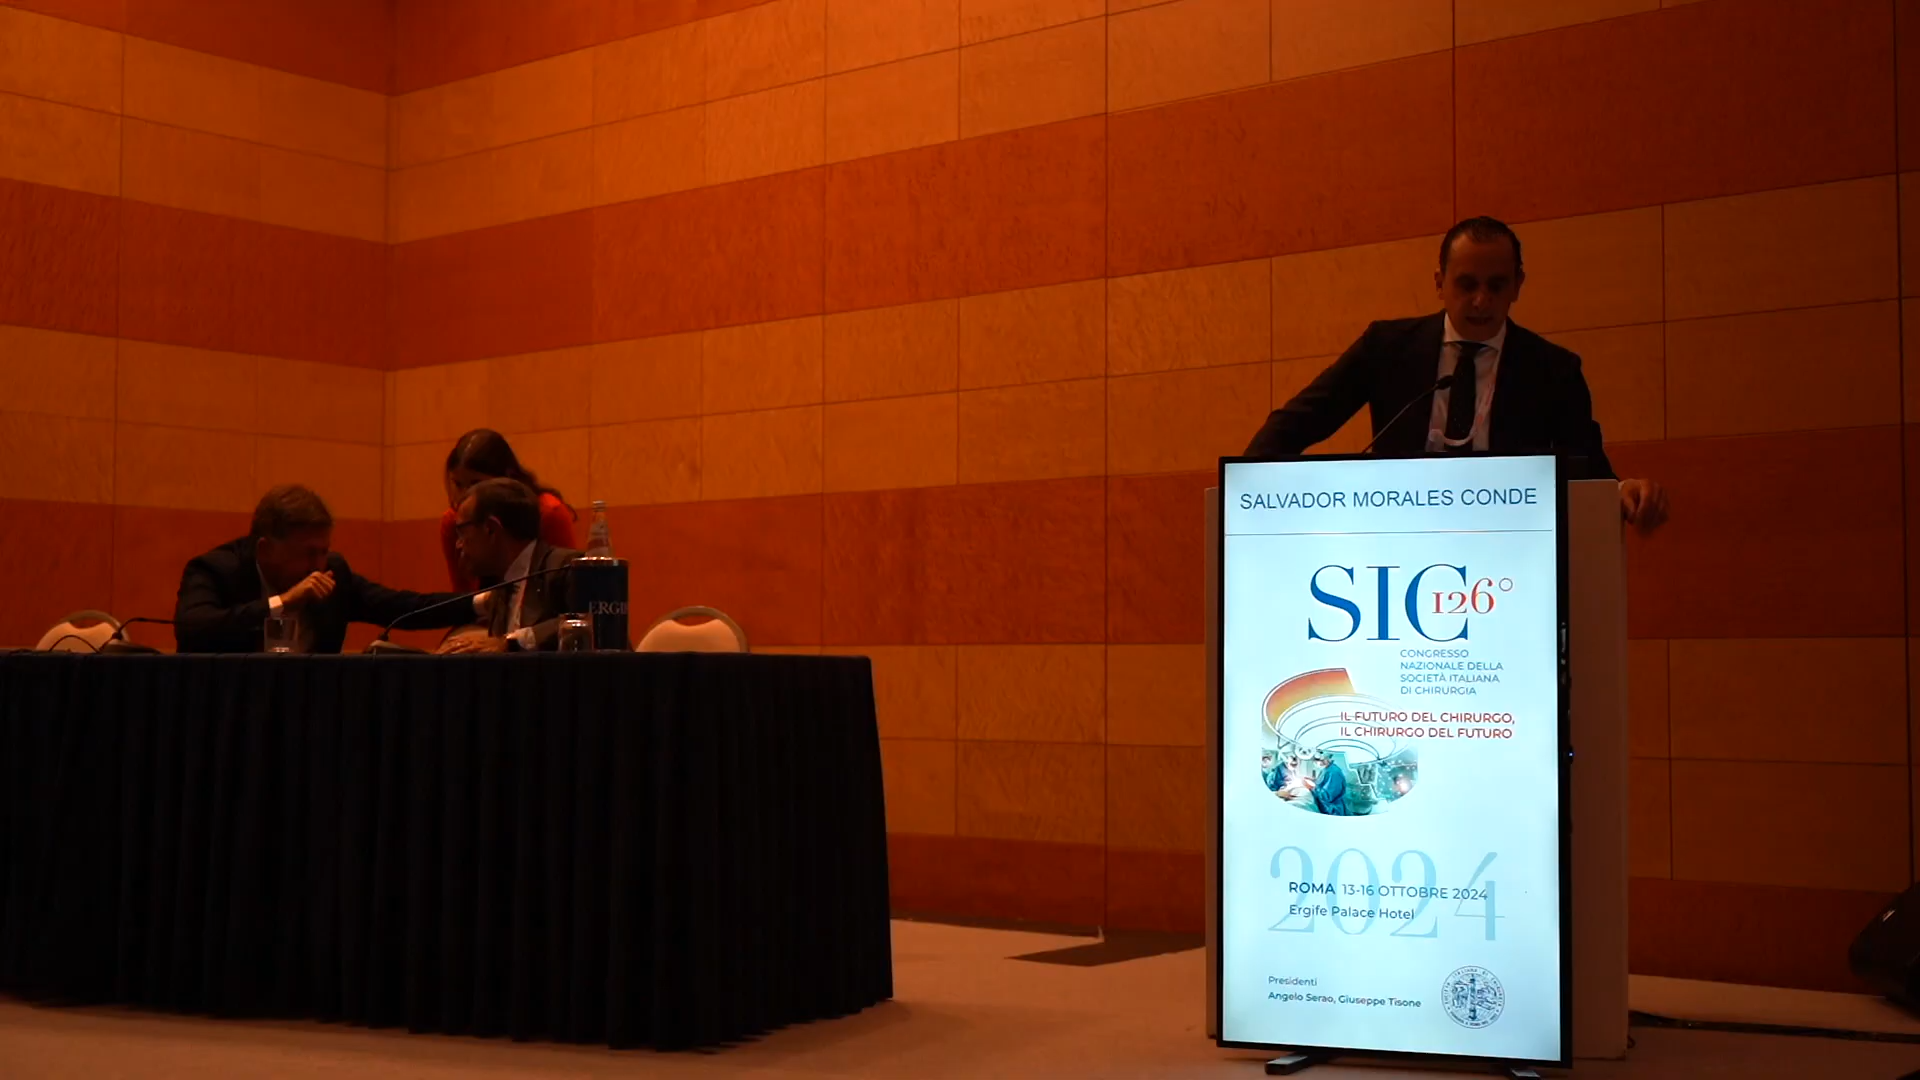 SALVADOR MORALES CONDE
SIC 126°
CONGRESSO
NAZIONALE DELLA
SOCIETÀ ITALIANA
DI CHIRURGIA
IL FUTURO DEL CHIRURGO,
IL CHIRURGO DEL FUTURO
2024
ROMA 13-16 OTTOBRE 2024
Ergife Palace Hotel
Presidenti
Angelo Serao, Giuseppe Tisone